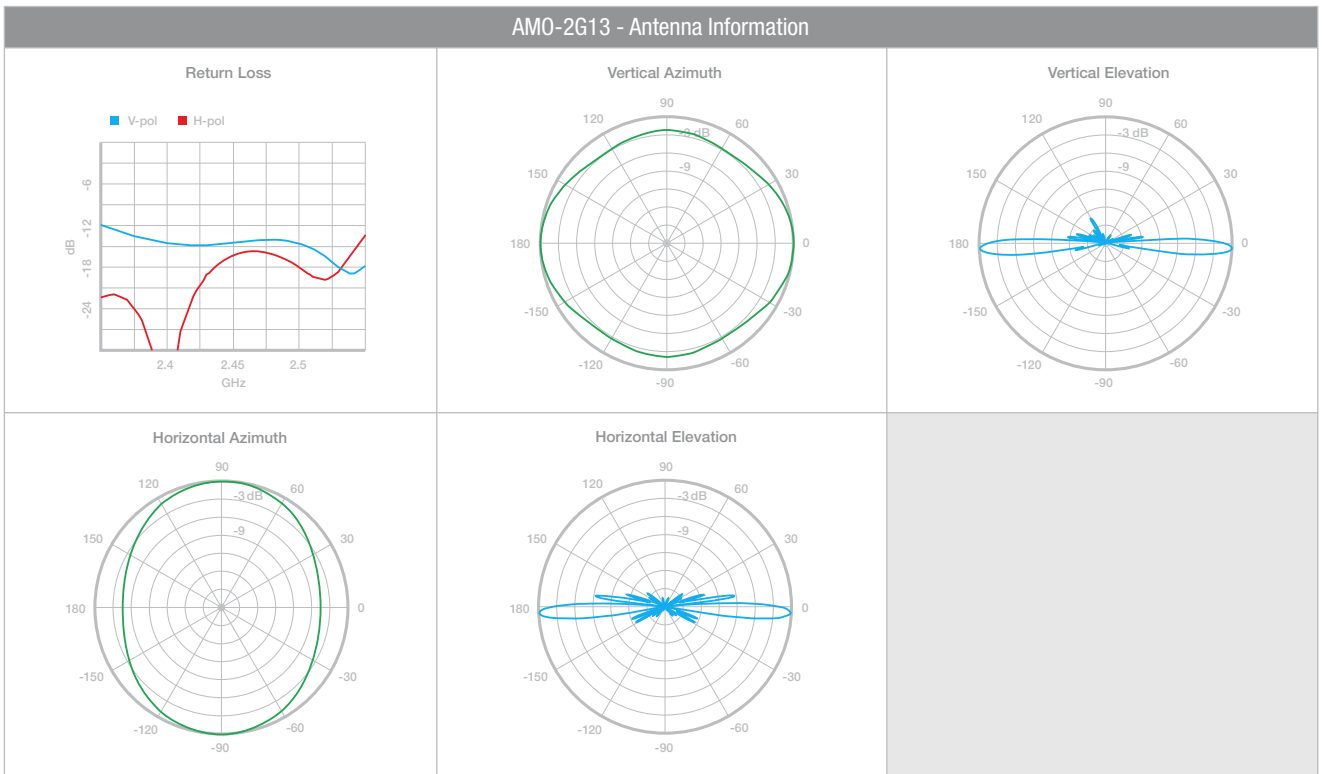 AMO-2G13 - Antenna Information
Return Loss
V-pol H-pol
-6
-12
dB
-18
-24
2.4 2.45 2.5
GHz
Vertical Azimuth
90
120 60
-3 dB
-9
150 30
180 0
-150 -30
-120 -60
-90
Vertical Elevation
90
120 60
-3 dB
-9
150 30
180 0
-150 -30
-120 -60
-90
Horizontal Azimuth
90
120 60
-3 dB
-9
150 30
180 0
-150 -30
-120 -60
-90
Horizontal Elevation
90
120 60
-3 dB
-9
150 30
180 0
-150 -30
-120 -60
-90